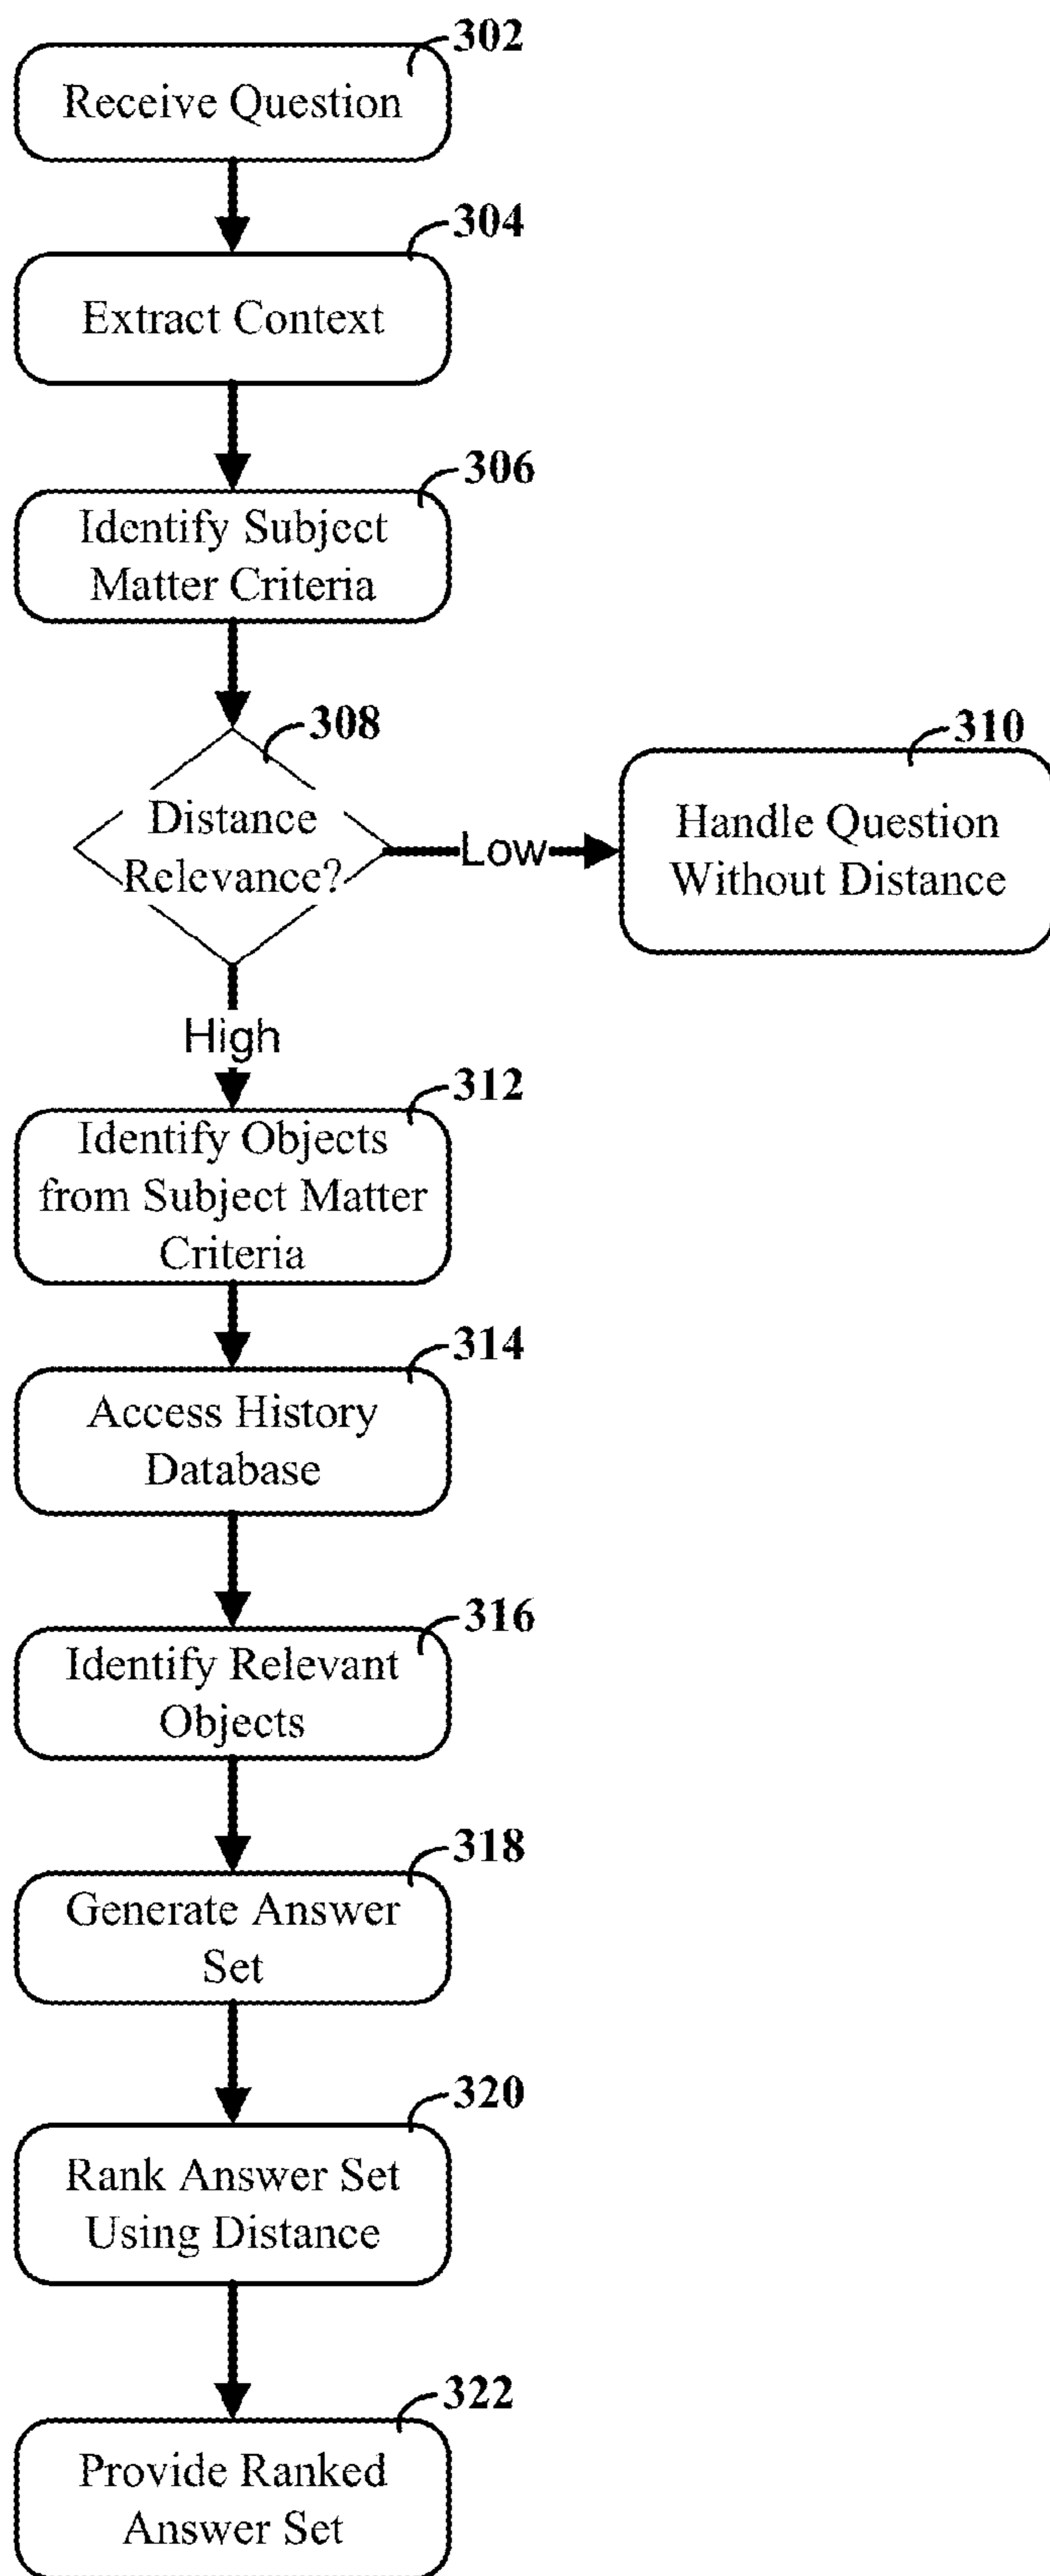 302
Receive Question
304
Extract Context
306
Identify Subject
Matter Criteria
308
Distance
Relevance?
Low
310
Handle Question
Without Distance
High
312
Identify Objects
from Subject Matter
Criteria
314
Access History
Database
316
Identify Relevant
Objects
318
Generate Answer
Set
320
Rank Answer Set
Using Distance
322
Provide Ranked
Answer Set